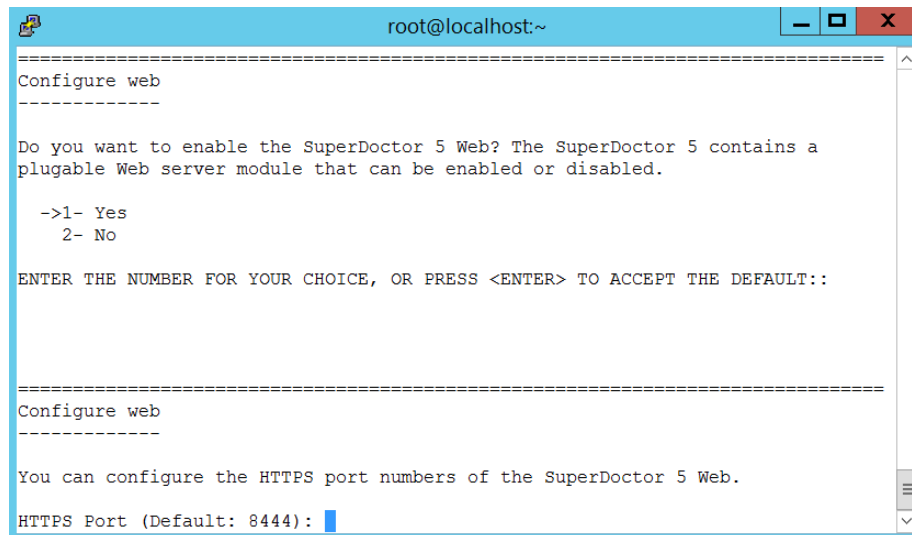 root@localhost:~
================================================================================
Configure web
-------------
Do you want to enable the SuperDoctor 5 Web? The SuperDoctor 5 contains a
plugable Web server module that can be enabled or disabled.
->1- Yes
2- No
ENTER THE NUMBER FOR YOUR CHOICE, OR PRESS <ENTER> TO ACCEPT THE DEFAULT::
================================================================================
Configure web
-------------
You can configure the HTTPS port numbers of the SuperDoctor 5 Web.
HTTPS Port (Default: 8444):